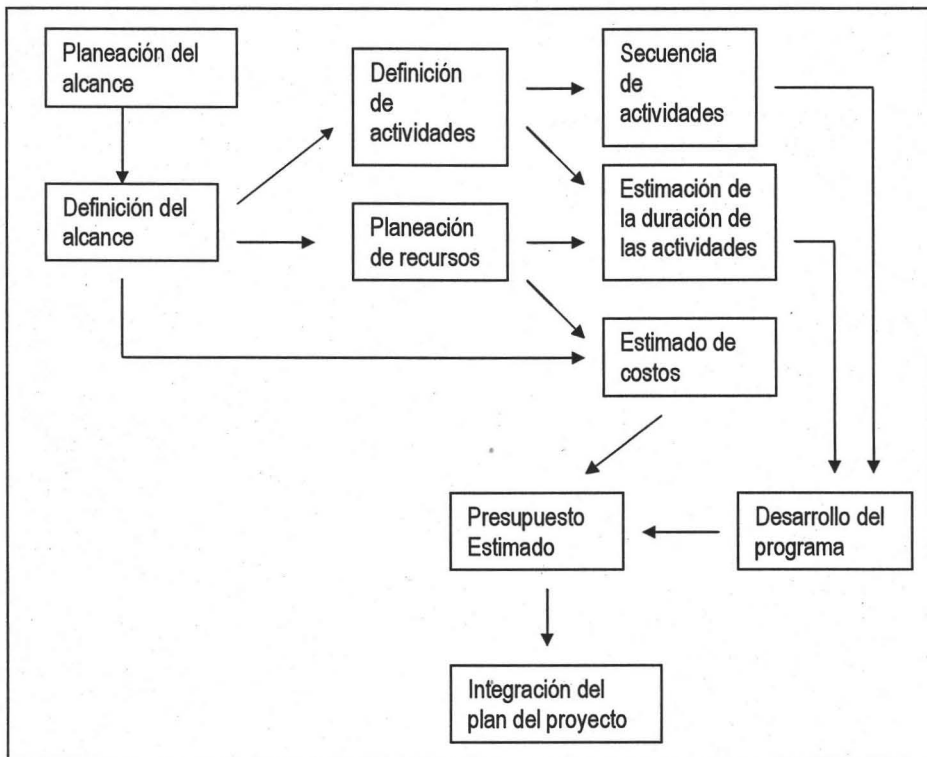 Planeación del
alcance
Definición
de
actividades
Secuencia
de
actividades
Definición del
alcance
Planeación
de recursos
Estimación de
la duración de
las actividades
Estimado de
costos
Presupuesto
Estimado
Desarrollo del
programa
Integración del
plan del proyecto